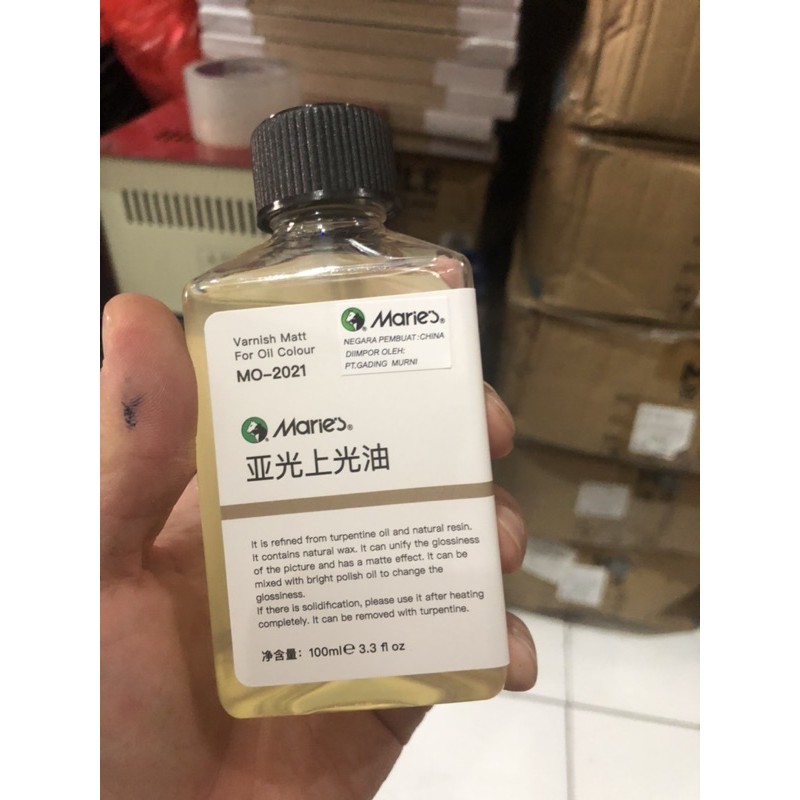 Varnish Matt
For Oil Colour
MO-2021
Marie's®
NEGARA PEMBUAT:CHINA
DIIMPOR OLEH:
PT.GADING MURNI
Marie's®
亚光上光油
It is refined from turpentine oil and natural resin.
It contains natural wax. It can unify the glossiness
of the picture and has a matte effect. It can be
mixed with bright polish oil to change the
glossiness.
If there is solidification, please use it after heating
completely. It can be removed with turpentine.
净含量：100ml℮ 3.3 fl oz